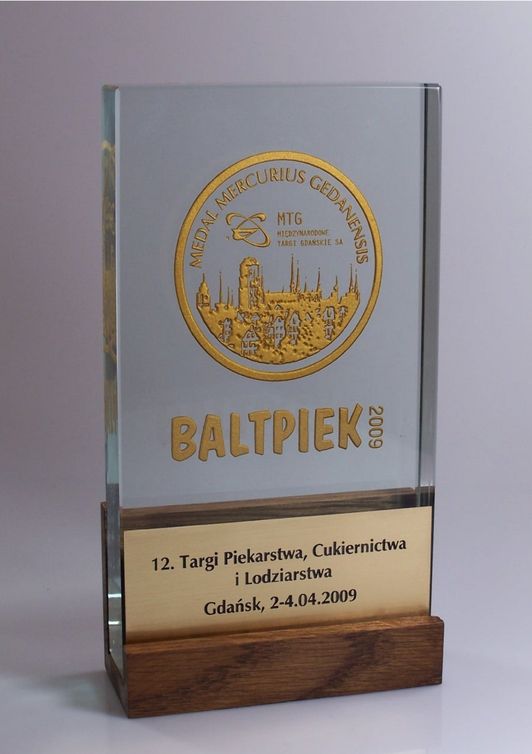 MEDAL MERCURIUS GEDANENSIS
MTG
MIĘDZYNARODOWE
TARGI GDAŃSKIE SA
BALTPIEK 2009
12. Targi Piekarstwa, Cukiernictwa
i Lodziarstwa
Gdańsk, 2-4.04.2009